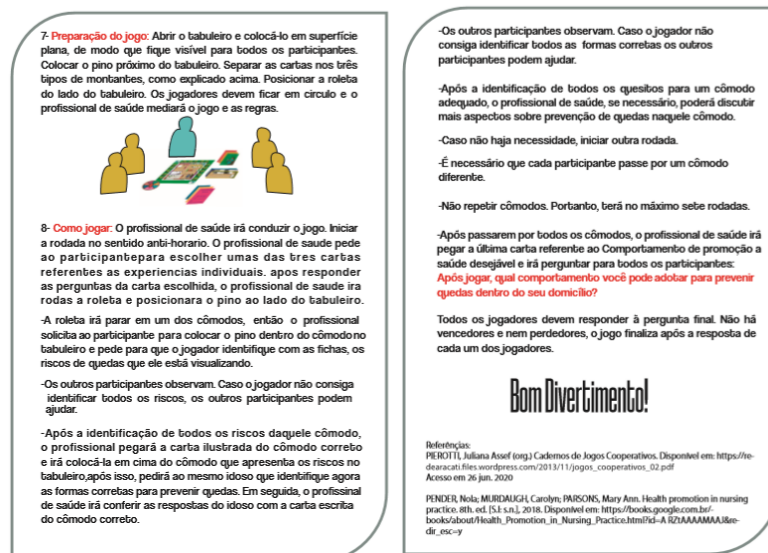 7- Preparação do jogo: Abrir o tabuleiro e colocá-lo em superfície
plana, de modo que fique visível para todos os participantes.
Colocar o pino próximo do tabuleiro. Separar as cartas nos três
tipos de montantes, como explicado acima. Posicionar a roleta
do lado do tabuleiro. Os jogadores devem ficar em circulo e o
profissional de saúde mediará o jogo e as regras.
8- Como jogar: O profissional de saúde irá conduzir o jogo. Iniciar
a rodada no sentido anti-horario. O profissional de saude pede
ao participantepara escolher umas das tres cartas
referentes as experiencias individuais. apos responder
as perguntas da carta escolhida, o profissional de saude ira
rodas a roleta e posicionara o pino ao lado do tabuleiro.
-A roleta irá parar em um dos cômodos, então o profissional
solicita ao participante para colocar o pino dentro do cômodo no
tabuleiro e pede para que o jogador identifique com as fichas, os
riscos de quedas que ele está visualizando.
-Os outros participantes observam. Caso o jogador não consiga
identificar todos os riscos, os outros participantes podem
ajudar.
-Após a identificação de todos os riscos daquele cômodo,
o profissional pegará a carta ilustrada do cômodo correto
e irá colocá-la em cima do cômodo que apresenta os riscos no
tabuleiro,após isso, pedirá ao mesmo idoso que identifique agora
as formas corretas para prevenir quedas. Em seguida, o profissinal
de saúde irá conferir as respostas do idoso com a carta escrita
do cômodo correto.
-Os outros participantes observam. Caso o jogador não
consiga identificar todos as formas corretas os outros
participantes podem ajudar.
-Após a identificação de todos os quesitos para um cômodo
adequado, o profissional de saúde, se necessário, poderá discutir
mais aspectos sobre prevenção de quedas naquele cômodo.
-Caso não haja necessidade, iniciar outra rodada.
-É necessário que cada participante passe por um cômodo
diferente.
-Não repetir cômodos. Portanto, terá no máximo sete rodadas.
-Após passarem por todos os cômodos, o profissional de saúde irá
pegar a última carta referente ao Comportamento de promoção a
saúde desejável e irá perguntar para todos os participantes:
Após jogar, qual comportamento você pode adotar para prevenir
quedas dentro do seu domicílio?
Todos os jogadores devem responder à pergunta final. Não há
vencedores e nem perdedores, o jogo finaliza após a resposta de
cada um dos jogadores.
Bom Divertimento!
Referênças:
PIEROTTI, Juliana Assef (org.) Cadernos de Jogos Cooperativos. Disponível em: https://re-
dearacati.files.wordpress.com/2013/11/jogos_cooperativos_02.pdf
Acesso em 26 jun. 2020
PENDER, Nola; MURDAUGH, Carolyn; PARSONS, Mary Ann. Health promotion in nursing
practice. 8th. ed. [S.l: s.n.], 2018. Disponível em: https://books.google.com.br/-
books/about/Health_Promotion_in_Nursing_Practice.html?id=A RZtAAAAMAAJ&re-
dir_esc=y